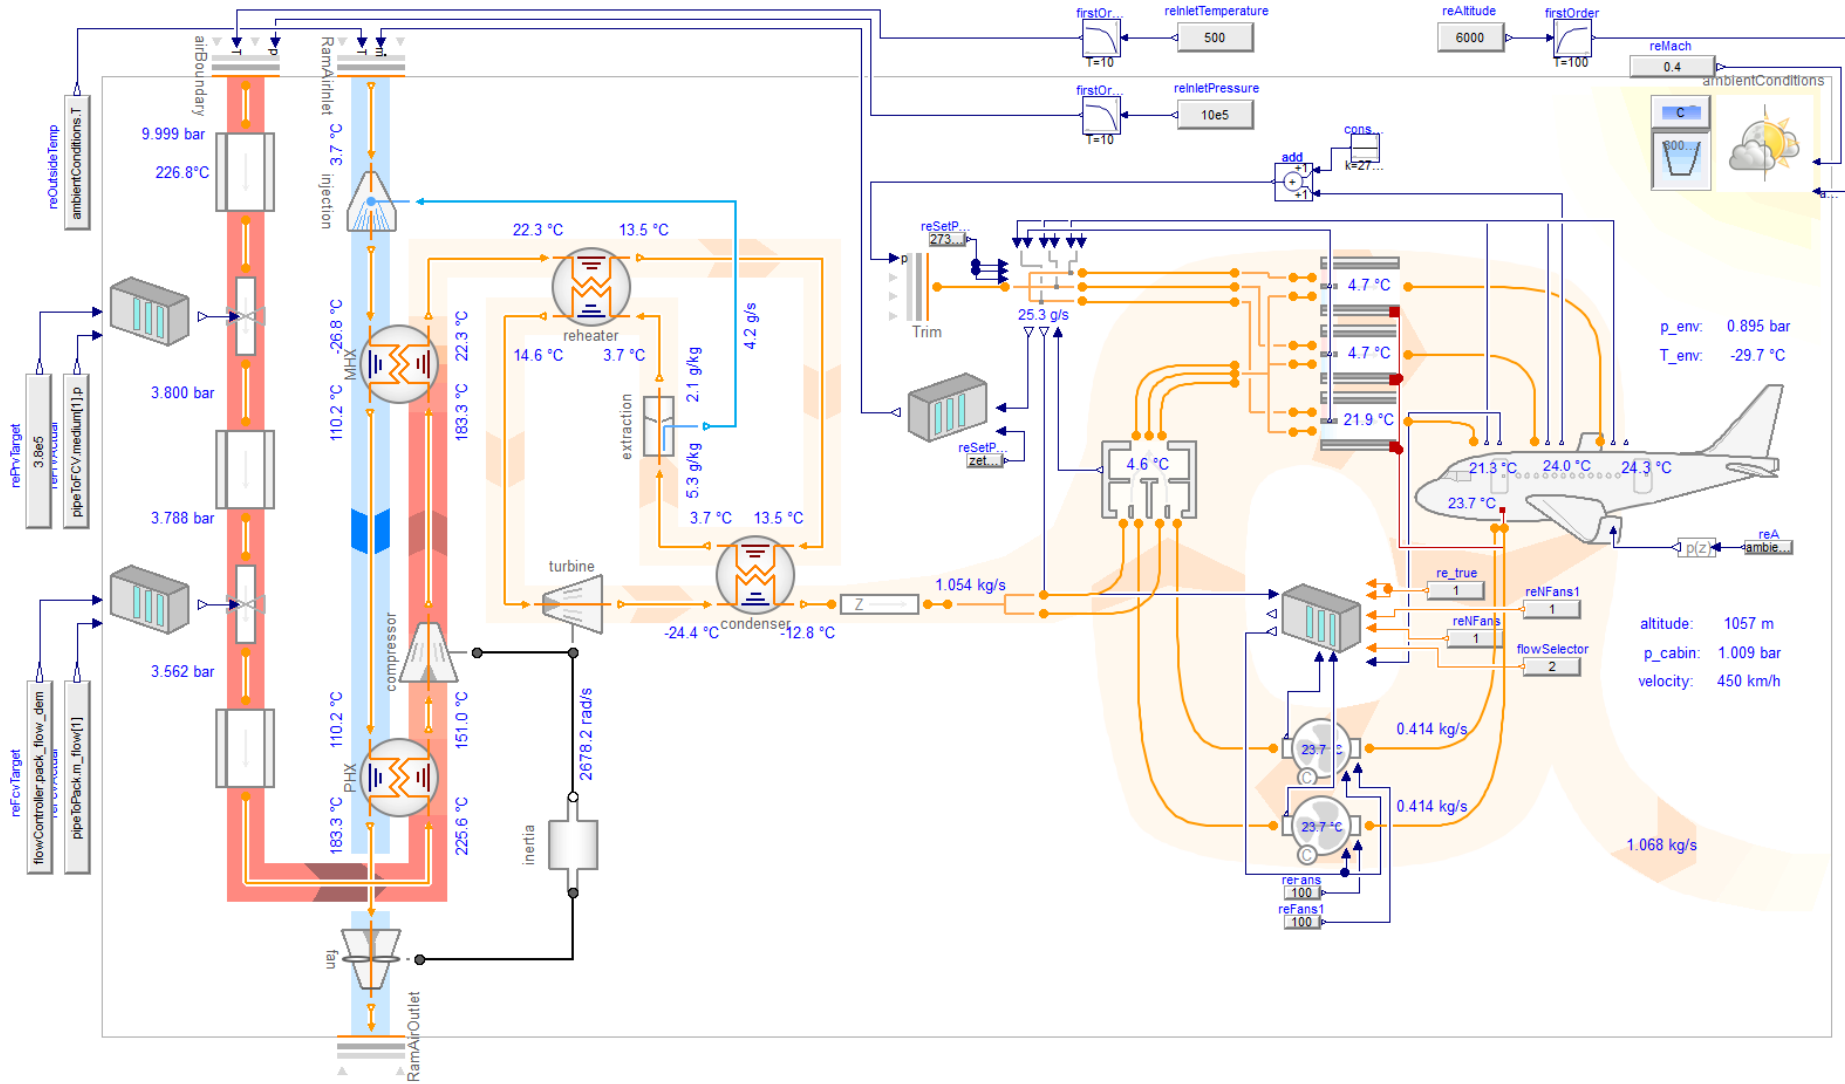 firstOr...
reInletTemperature
500
T=10
reAltitude
6000
firstOrder
T=100
reMach
0.4
ambientConditions
firstOr...
reInletPressure
10e5
T=10
airBoundary
T
p
RamAirInlet
T
m
reOutsideTemp
ambientConditions.T
9.999 bar
226.8°C
3.7 °C
injection
C
cons...
k=27...
add
+1
+
+1
reSetP...
273...
p
Trim
25.3 g/s
22.3 °C
13.5 °C
reheater
14.6 °C
3.7 °C
4.2 g/s
-26.8 °C
MHX
22.3 °C
110.2 °C
183.3 °C
2.1 g/kg
extraction
5.3 g/kg
3.7 °C
13.5 °C
4.7 °C
4.7 °C
21.9 °C
p_env:
0.895 bar
T_env:
-29.7 °C
3.800 bar
rePrvTarget
3.8e5
pipeToFCV.medium[1].p
3.788 bar
reSetP...
zet...
4.6 °C
21.3 °C
24.0 °C
24.3 °C
23.7 °C
p(z)
reA
ambie...
turbine
condenser
-24.4 °C
-12.8 °C
Z
1.054 kg/s
re_true
1
reNFans1
1
reNFans
1
flowSelector
2
altitude:
1057 m
p_cabin:
1.009 bar
velocity:
450 km/h
3.562 bar
reFcvTarget
flowController.pack_flow_dem
pipeToPack.m_flow[1]
compressor
110.2 °C
151.0 °C
PHX
183.3 °C
225.6 °C
2678.2 rad/s
inertia
23.7 °C
C
0.414 kg/s
23.7 °C
C
0.414 kg/s
1.068 kg/s
reFans
100
reFans1
100
fan
RamAirOutlet